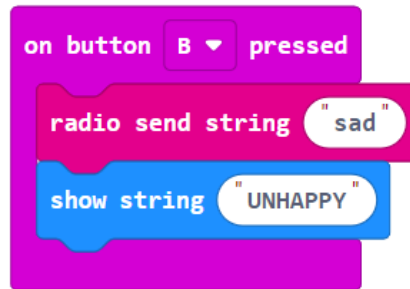 on button B pressed
radio send string "sad"
show string "UNHAPPY"